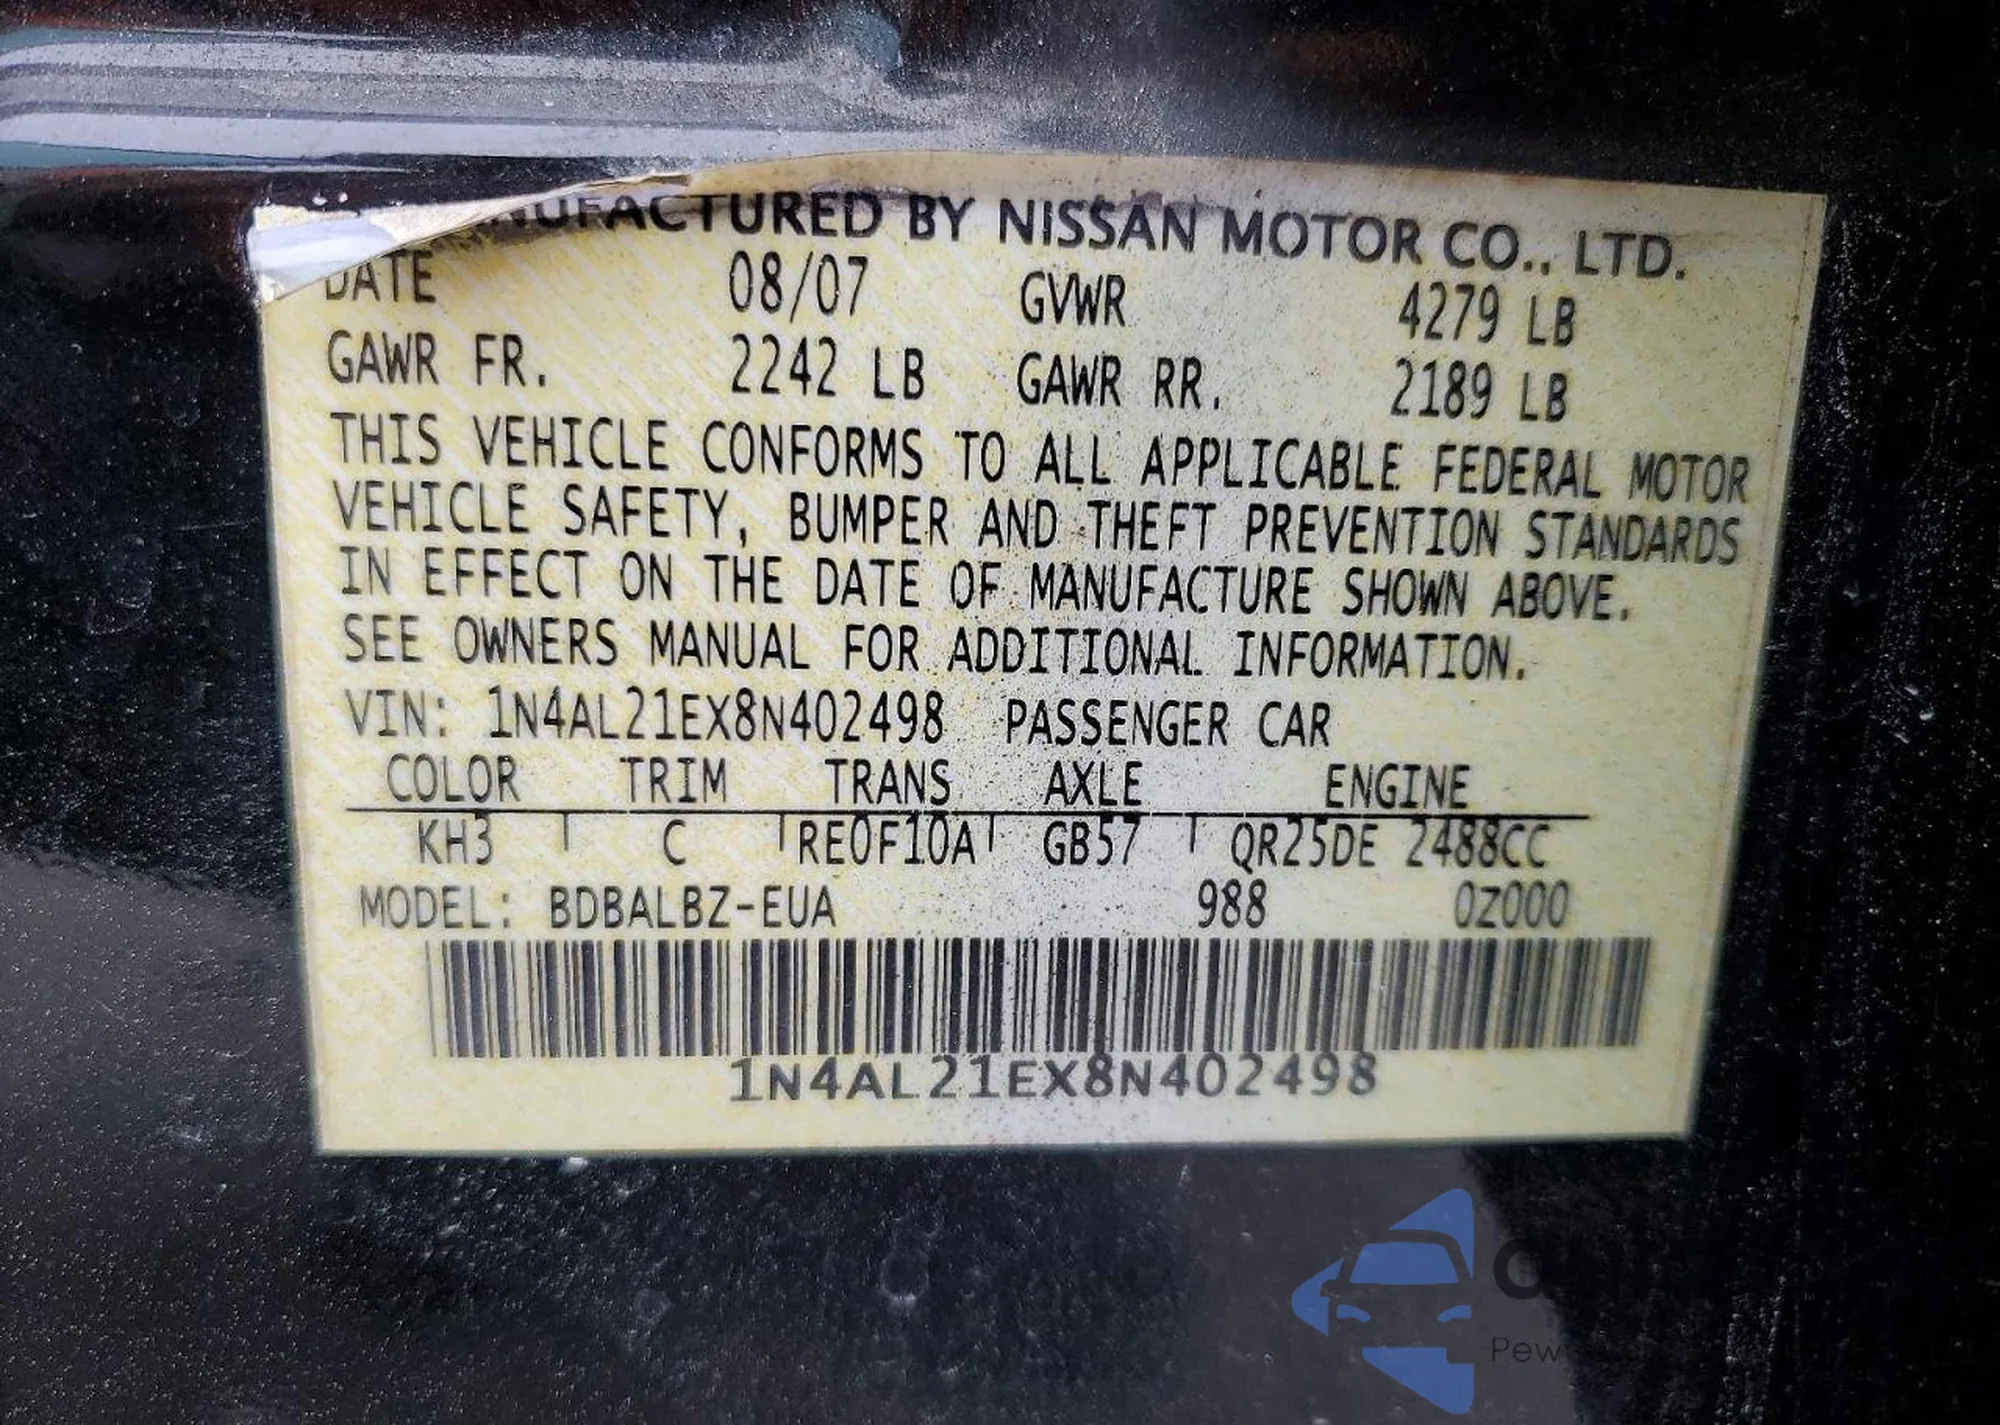 MANUFACTURED BY NISSAN MOTOR CO., LTD.
DATE 08/07 GVWR 4279 LB
GAWR FR. 2242 LB GAWR RR. 2189 LB
THIS VEHICLE CONFORMS TO ALL APPLICABLE FEDERAL MOTOR
VEHICLE SAFETY, BUMPER AND THEFT PREVENTION STANDARDS
IN EFFECT ON THE DATE OF MANUFACTURE SHOWN ABOVE.
SEE OWNERS MANUAL FOR ADDITIONAL INFORMATION.
VIN: 1N4AL21EX8N402498 PASSENGER CAR
COLOR TRIM TRANS AXLE ENGINE
KH3 C RE0F10A GB57 QR25DE 2488CC
MODEL: BDBALBZ-EUA 988 0Z000
1N4AL21EX8N402498